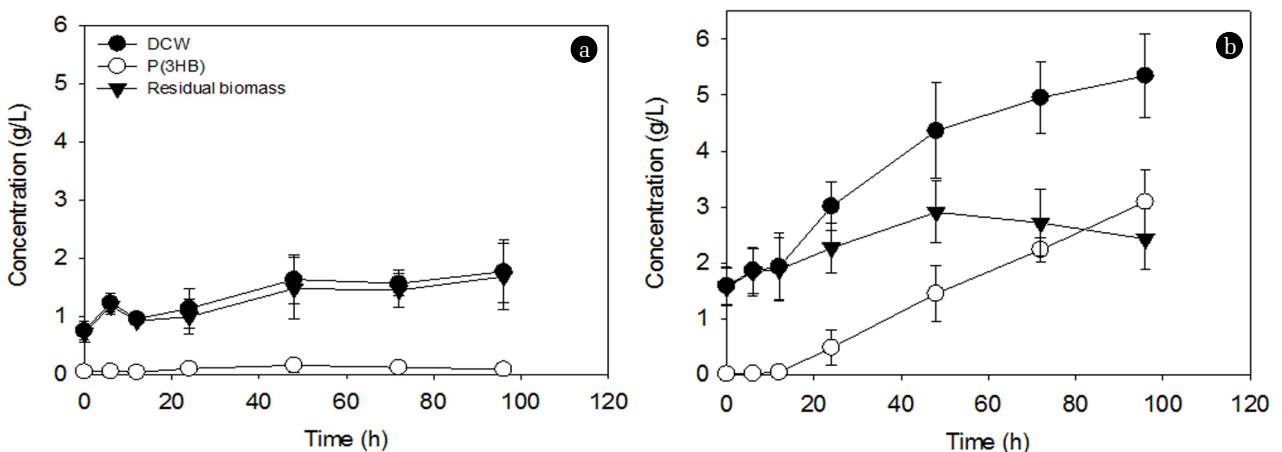 a
DCW
P(3HB)
Residual biomass
Concentration (g/L)
6
5
4
3
2
1
0
0 20 40 60 80 100 120
Time (h)
b
Concentration (g/L)
6
5
4
3
2
1
0
0 20 40 60 80 100 120
Time (h)